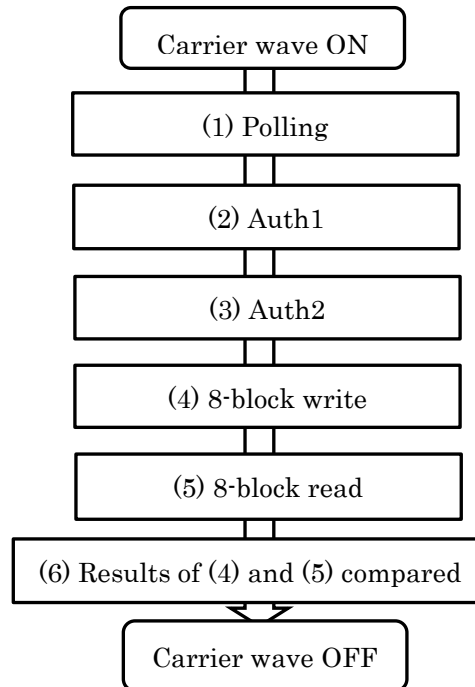 Carrier wave ON
(1) Polling
(2) Auth1
(3) Auth2
(4) 8-block write
(5) 8-block read
(6) Results of (4) and (5) compared
Carrier wave OFF